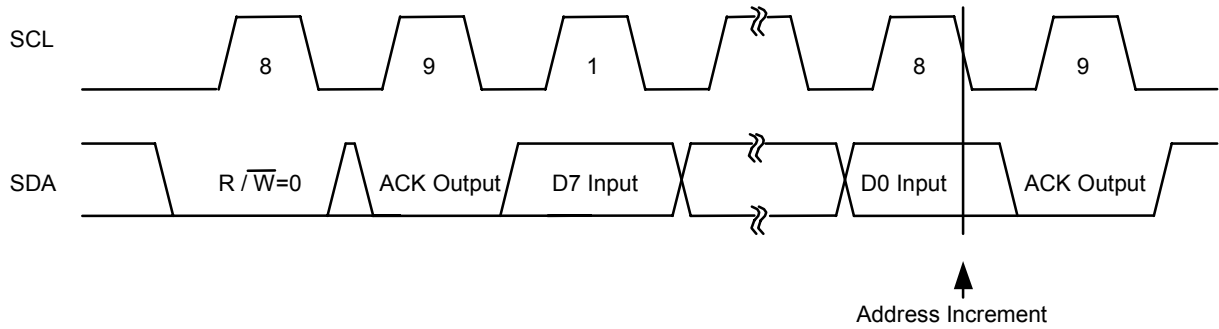 SCL
8 9 1 8 9
SDA
R / W̅=0 ACK Output D7 Input D0 Input ACK Output
Address Increment